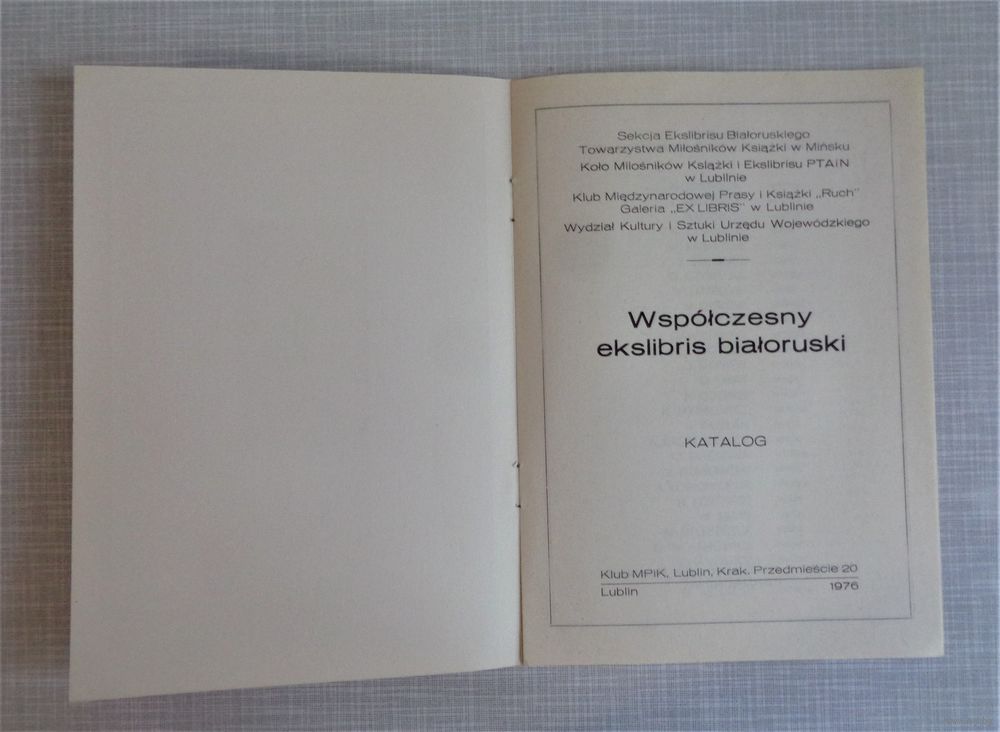 Sekcja Ekslibrisu Białoruskiego
Towarzystwa Miłośników Książki w Mińsku
Koło Miłośników Książki i Ekslibrisu PTAiN
w Lubilnie
Klub Międzynarodowej Prasy i Książki „Ruch”
Galeria „EX LIBRIS” w Lublinie
Wydział Kultury i Sztuki Urzędu Wojewódzkiego
w Lublinie
Współczesny
ekslibris białoruski
KATALOG
Klub MPiK, Lublin, Krak. Przedmieście 20
Lublin 1976